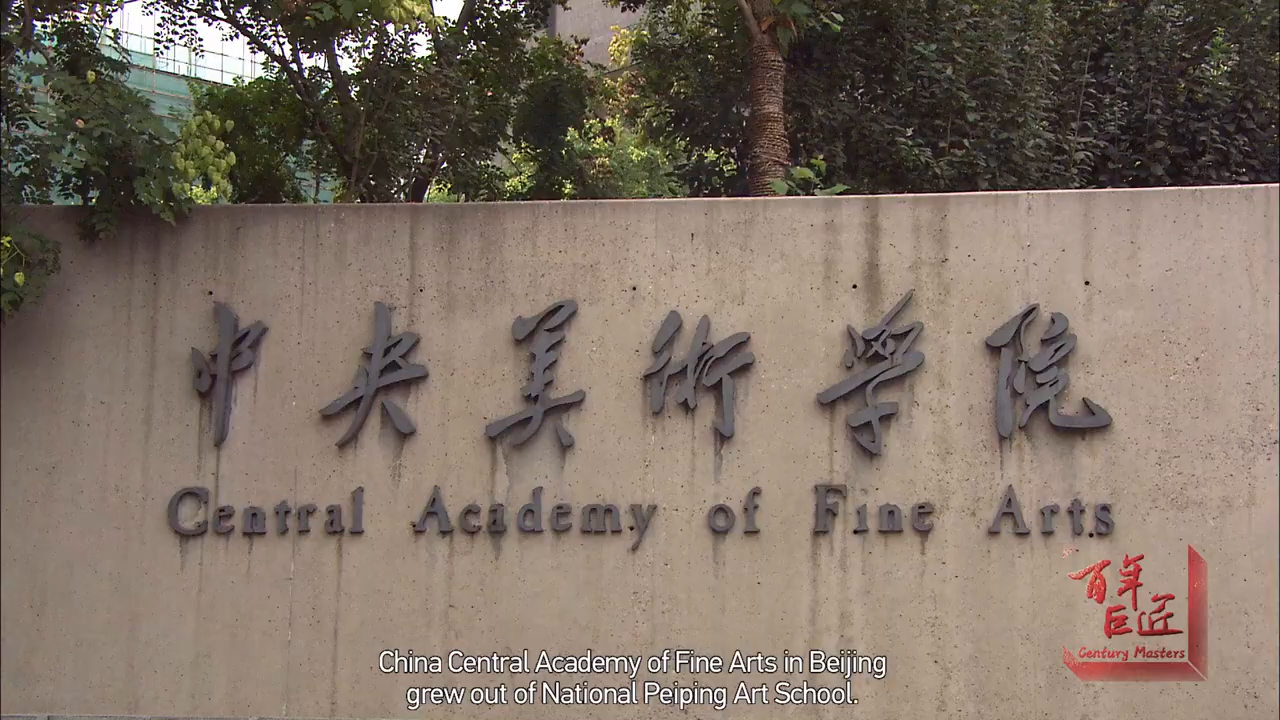 中央美術學院
Central Academy of Fine Arts
百年
巨匠
Century Masters
China Central Academy of Fine Arts in Beijing
grew out of National Peiping Art School.